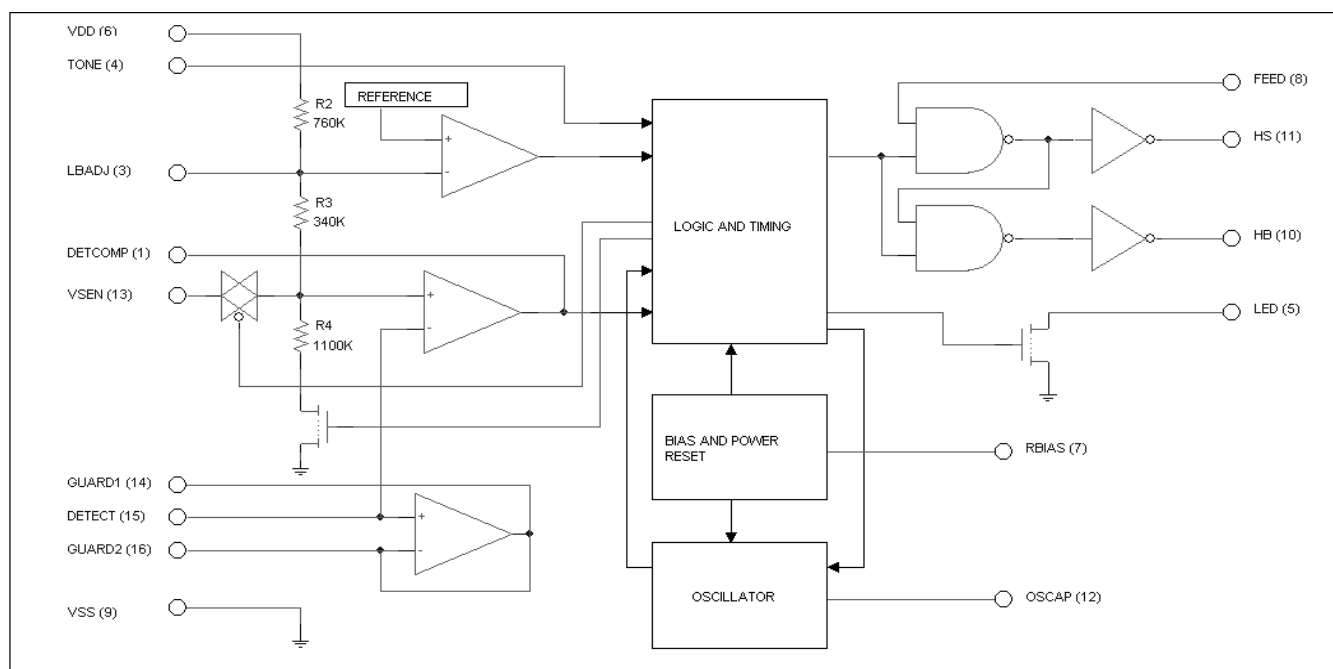 VDD (6)
TONE (4)
R2
760K
REFERENCE
+
-
LBADJ (3)
R3
340K
DETCOMP (1)
VSEN (13)
+
-
R4
1100K
GUARD1 (14)
DETECT (15)
+
GUARD2 (16)
-
VSS (9)
LOGIC AND TIMING
BIAS AND POWER
RESET
OSCILLATOR
FEED (8)
HS (11)
HB (10)
LED (5)
RBIAS (7)
OSCAP (12)